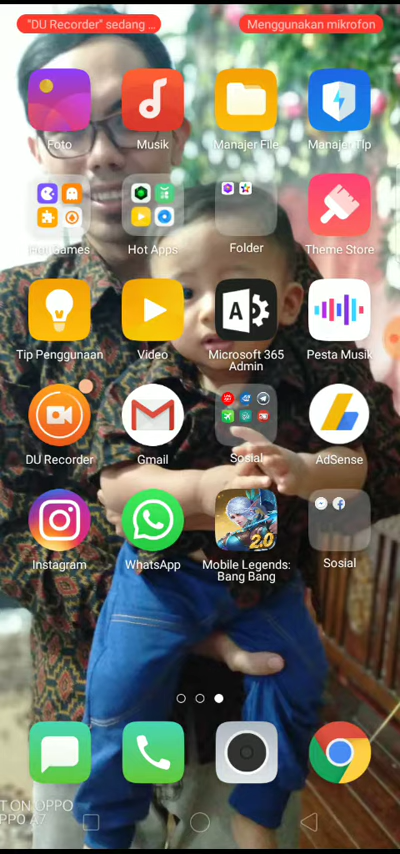 "DU Recorder" sedang ...
Menggunakan mikrofon
Foto
Musik
Manajer File
Manajer Tlp
Hot Games
Hot Apps
Folder
Theme Store
Tip Penggunaan
Video
Microsoft 365
Admin
Pesta Musik
DU Recorder
Gmail
Sosial
AdSense
Instagram
WhatsApp
2.0
Mobile Legends:
Bang Bang
Sosial
T ON OPPO
PPO A7